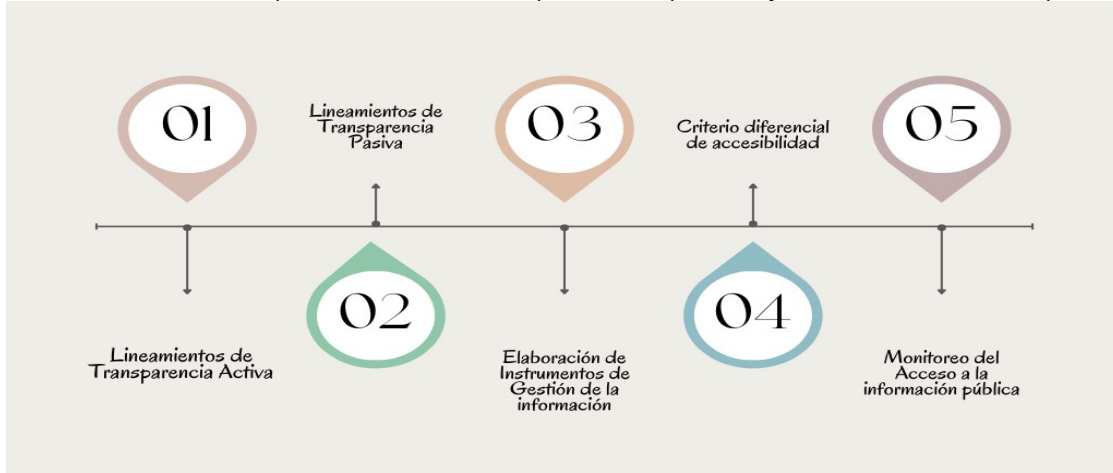 01
Lineamientos de
Transparencia Activa
Lineamientos de
Transparencia
Pasiva
02
03
Elaboración de
Instrumentos de
Gestión de la
información
Criterio diferencial
de accesibilidad
04
05
Monitoreo del
Acceso a la
información pública